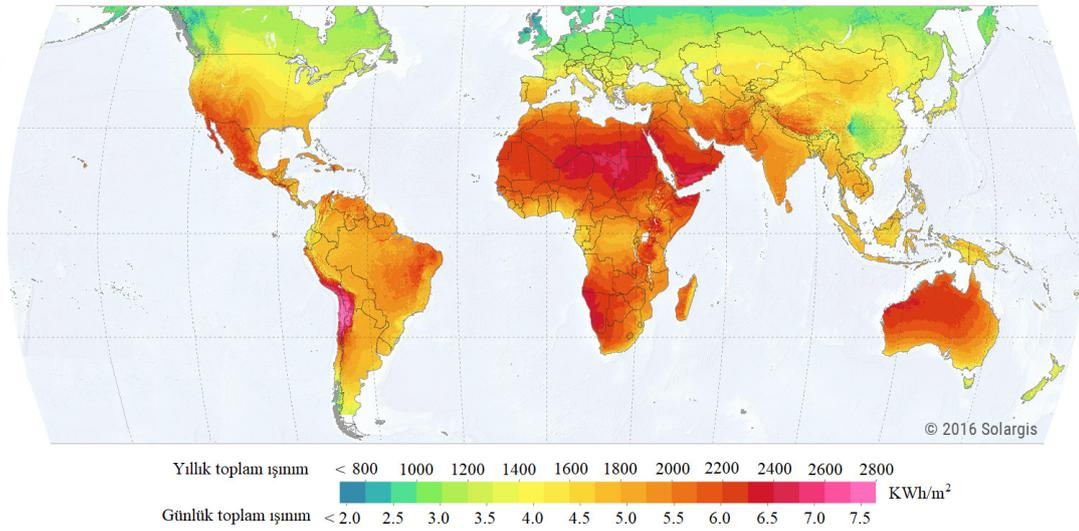 © 2016 Solargis
Yıllık toplam ışınım < 800 1000 1200 1400 1600 1800 2000 2200 2400 2600 2800
KWh/m²
Günlük toplam ışınım < 2.0 2.5 3.0 3.5 4.0 4.5 5.0 5.5 6.0 6.5 7.0 7.5